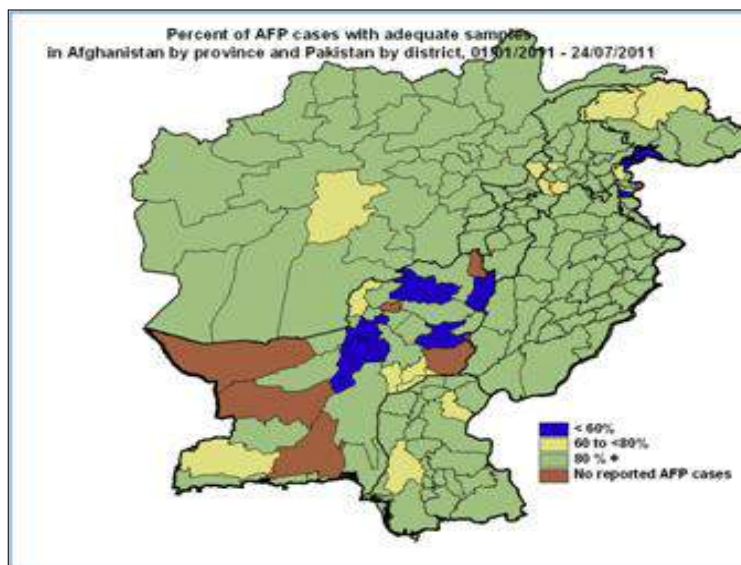 Percent of AFP cases with adequate samples
in Afghanistan by province and Pakistan by district, 01/01/2011 - 24/07/2011
< 60%
60 to <80%
80 % +
No reported AFP cases